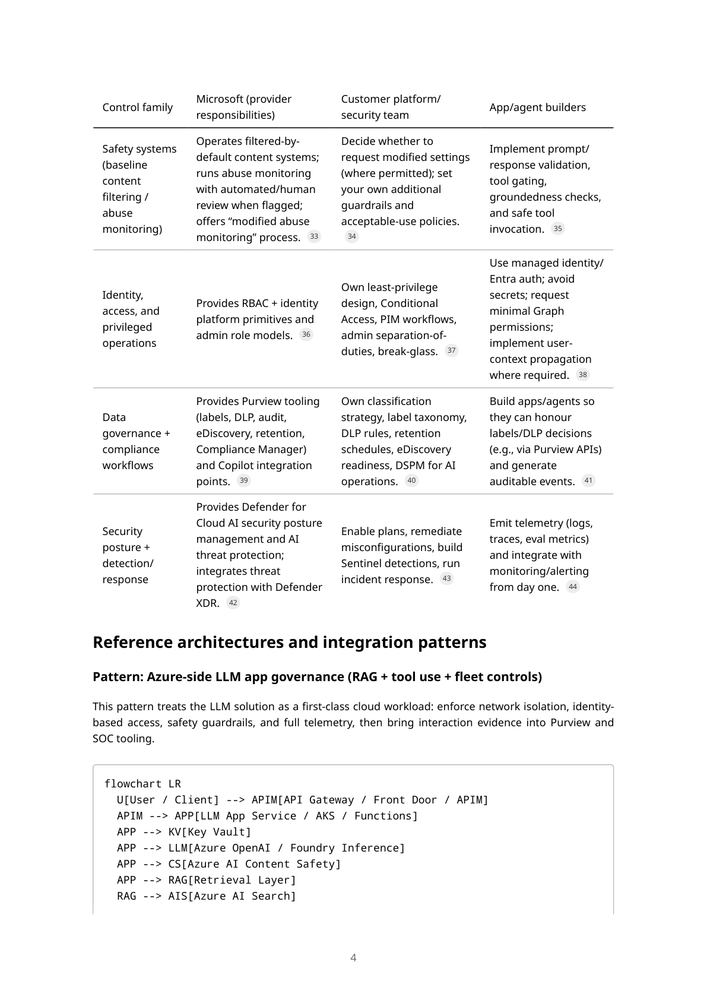 Control family
Microsoft (provider
responsibilities)
Customer platform/
security team
App/agent builders
Safety systems
(baseline
content
filtering /
abuse
monitoring)
Operates filtered-by-
default content systems;
runs abuse monitoring
with automated/human
review when flagged;
offers “modified abuse
monitoring” process. 33
Decide whether to
request modified settings
(where permitted); set
your own additional
guardrails and
acceptable-use policies.
34
Implement prompt/
response validation,
tool gating,
groundedness checks,
and safe tool
invocation. 35
Identity,
access, and
privileged
operations
Provides RBAC + identity
platform primitives and
admin role models. 36
Own least-privilege
design, Conditional
Access, PIM workflows,
admin separation-of-
duties, break-glass. 37
Use managed identity/
Entra auth; avoid
secrets; request
minimal Graph
permissions;
implement user-
context propagation
where required. 38
Data
governance +
compliance
workflows
Provides Purview tooling
(labels, DLP, audit,
eDiscovery, retention,
Compliance Manager)
and Copilot integration
points. 39
Own classification
strategy, label taxonomy,
DLP rules, retention
schedules, eDiscovery
readiness, DSPM for AI
operations. 40
Build apps/agents so
they can honour
labels/DLP decisions
(e.g., via Purview APIs)
and generate
auditable events. 41
Security
posture +
detection/
response
Provides Defender for
Cloud AI security posture
management and AI
threat protection;
integrates threat
protection with Defender
XDR. 42
Enable plans, remediate
misconfigurations, build
Sentinel detections, run
incident response. 43
Emit telemetry (logs,
traces, eval metrics)
and integrate with
monitoring/alerting
from day one. 44
Reference architectures and integration patterns
Pattern: Azure-side LLM app governance (RAG + tool use + fleet controls)
This pattern treats the LLM solution as a first-class cloud workload: enforce network isolation, identity-
based access, safety guardrails, and full telemetry, then bring interaction evidence into Purview and
SOC tooling.
flowchart LR
  U[User / Client] --> APIM[API Gateway / Front Door / APIM]
  APIM --> APP[LLM App Service / AKS / Functions]
  APP --> KV[Key Vault]
  APP --> LLM[Azure OpenAI / Foundry Inference]
  APP --> CS[Azure AI Content Safety]
  APP --> RAG[Retrieval Layer]
  RAG --> AIS[Azure AI Search]
4